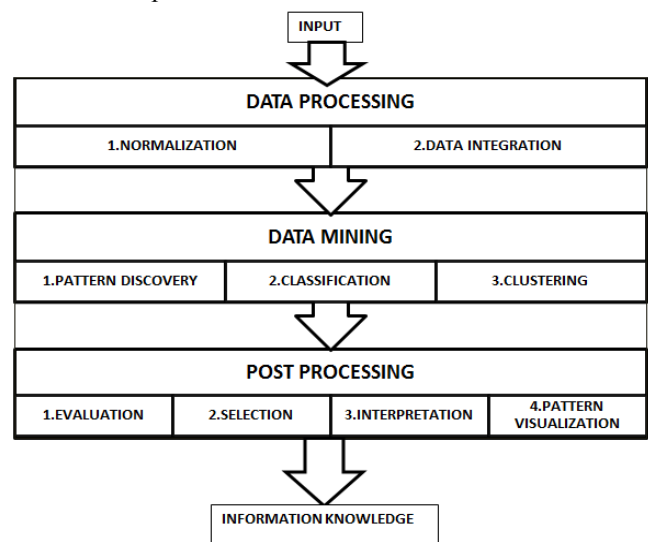 INPUT
DATA PROCESSING
1.NORMALIZATION
2.DATA INTEGRATION
DATA MINING
1.PATTERN DISCOVERY
2.CLASSIFICATION
3.CLUSTERING
POST PROCESSING
1.EVALUATION
2.SELECTION
3.INTERPRETATION
4.PATTERN
VISUALIZATION
INFORMATION KNOWLEDGE